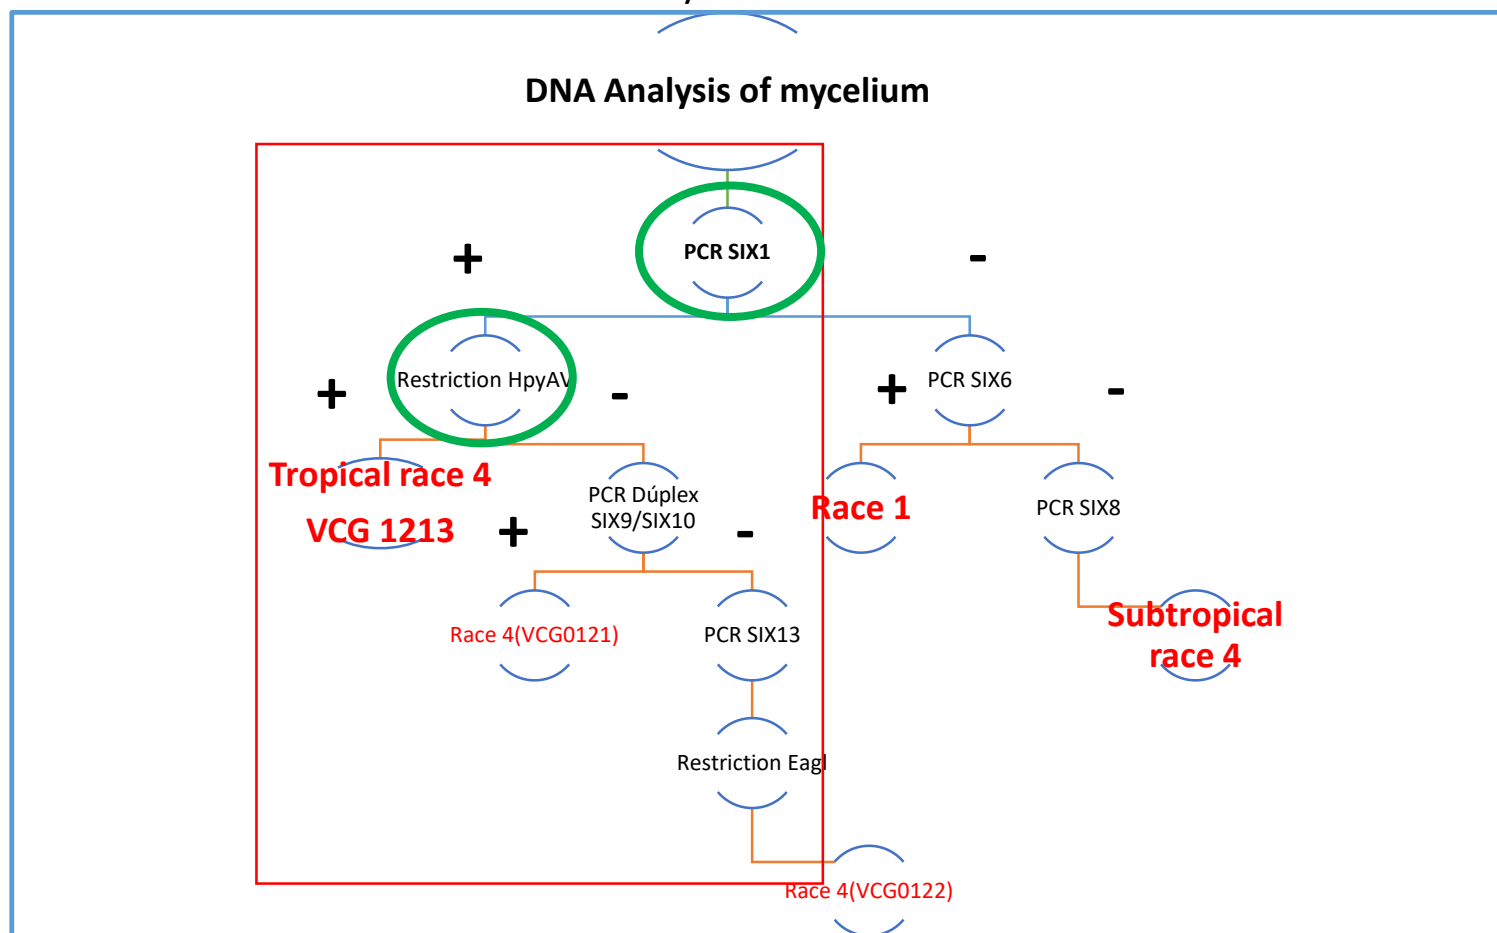 DNA Analysis of mycelium
PCR SIX1
+
-
Restriction HpyAV
+
-
PCR SIX6
+
-
Tropical race 4
VCG 1213
PCR Dúplex
SIX9/SIX10
+
-
Race 1
PCR SIX8
Race 4(VCG0121)
PCR SIX13
Subtropical
race 4
Restriction EagI
Race 4(VCG0122)